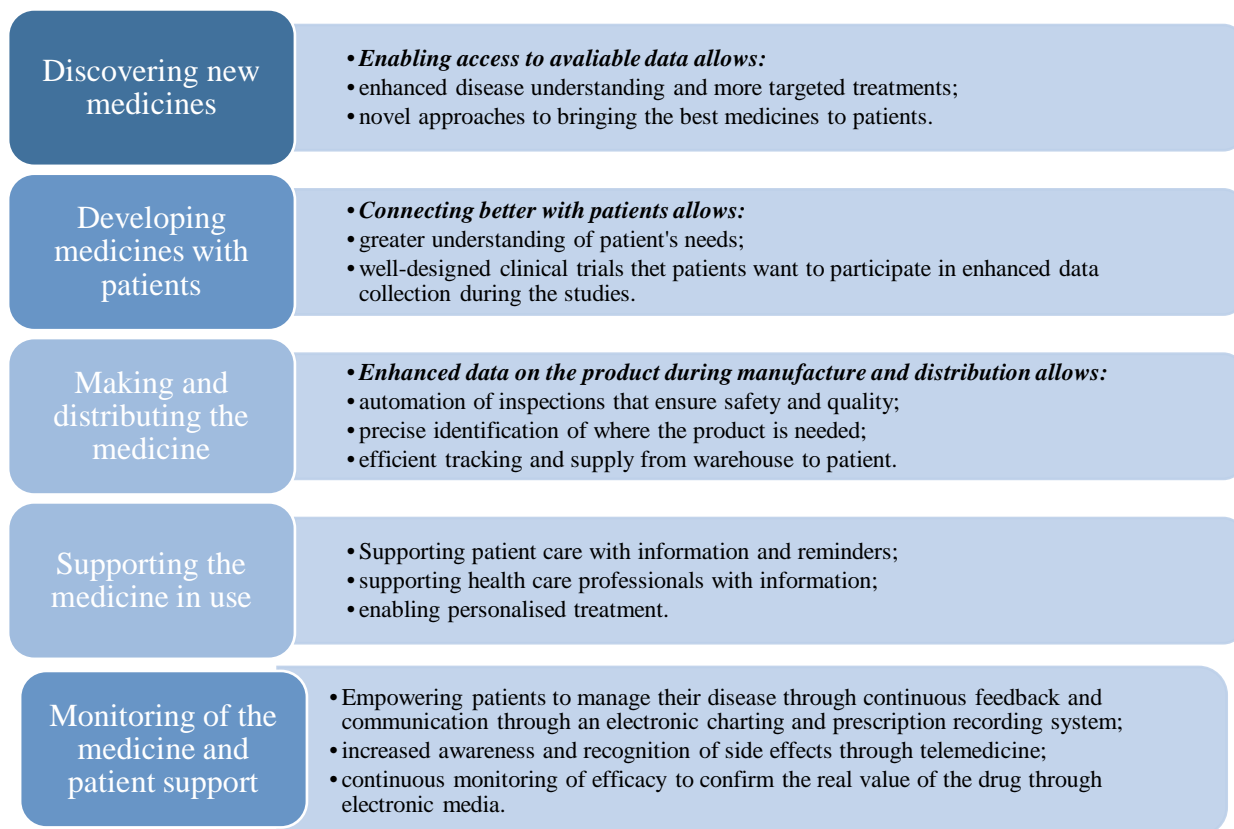 Discovering new
medicines
• Enabling access to avaliable data allows:
• enhanced disease understanding and more targeted treatments;
• novel approaches to bringing the best medicines to patients.
Developing
medicines with
patients
• Connecting better with patients allows:
• greater understanding of patient's needs;
• well-designed clinical trials thet patients want to participate in enhanced data
collection during the studies.
Making and
distributing the
medicine
• Enhanced data on the product during manufacture and distribution allows:
• automation of inspections that ensure safety and quality;
• precise identification of where the product is needed;
• efficient tracking and supply from warehouse to patient.
Supporting the
medicine in use
• Supporting patient care with information and reminders;
• supporting health care professionals with information;
• enabling personalised treatment.
Monitoring of the
medicine and
patient support
• Empowering patients to manage their disease through continuous feedback and
communication through an electronic charting and prescription recording system;
• increased awareness and recognition of side effects through telemedicine;
• continuous monitoring of efficacy to confirm the real value of the drug through
electronic media.